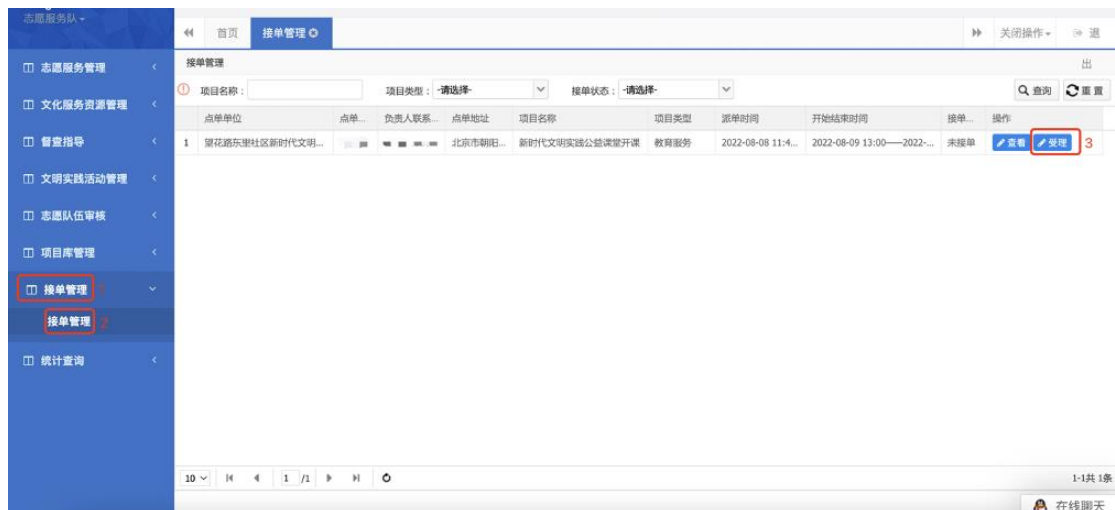 志愿服务队
首页 接单管理 关闭操作 退
出
志愿服务管理
文化服务资源管理
督查指导
文明实践活动管理
志愿队伍审核
项目库管理
接单管理 1
接单管理 2
统计查询
接单管理
项目名称： 项目类型： -请选择- 接单状态： -请选择- 查询 重置
点单单位 点单... 负责人联系... 点单地址 项目名称 项目类型 派单时间 开始结束时间 接单... 操作
1 望花路东里社区新时代文明... 北京市朝阳... 新时代文明实践公益课堂开课 教育服务 2022-08-08 11:4... 2022-08-09 13:00——2022-... 未接单 查看 受理 3
10 1 /1 1-1共 1条
在线聊天